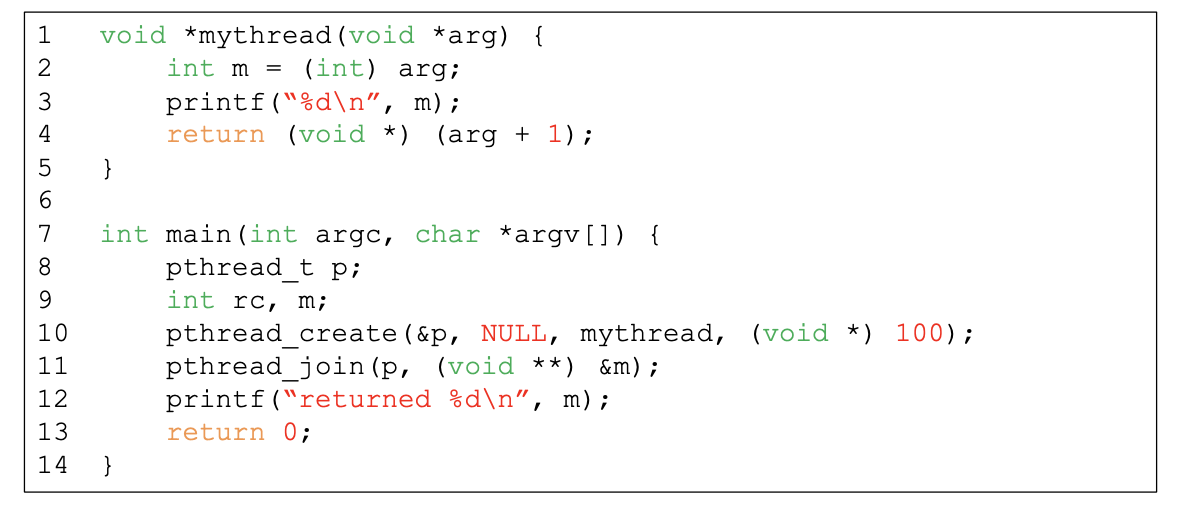 1 void *mythread(void *arg) {
2 int m = (int) arg;
3 printf(“%d\n”, m);
4 return (void *) (arg + 1);
5 }
6
7 int main(int argc, char *argv[]) {
8 pthread_t p;
9 int rc, m;
10 pthread_create(&p, NULL, mythread, (void *) 100);
11 pthread_join(p, (void **) &m);
12 printf(“returned %d\n”, m);
13 return 0;
14 }